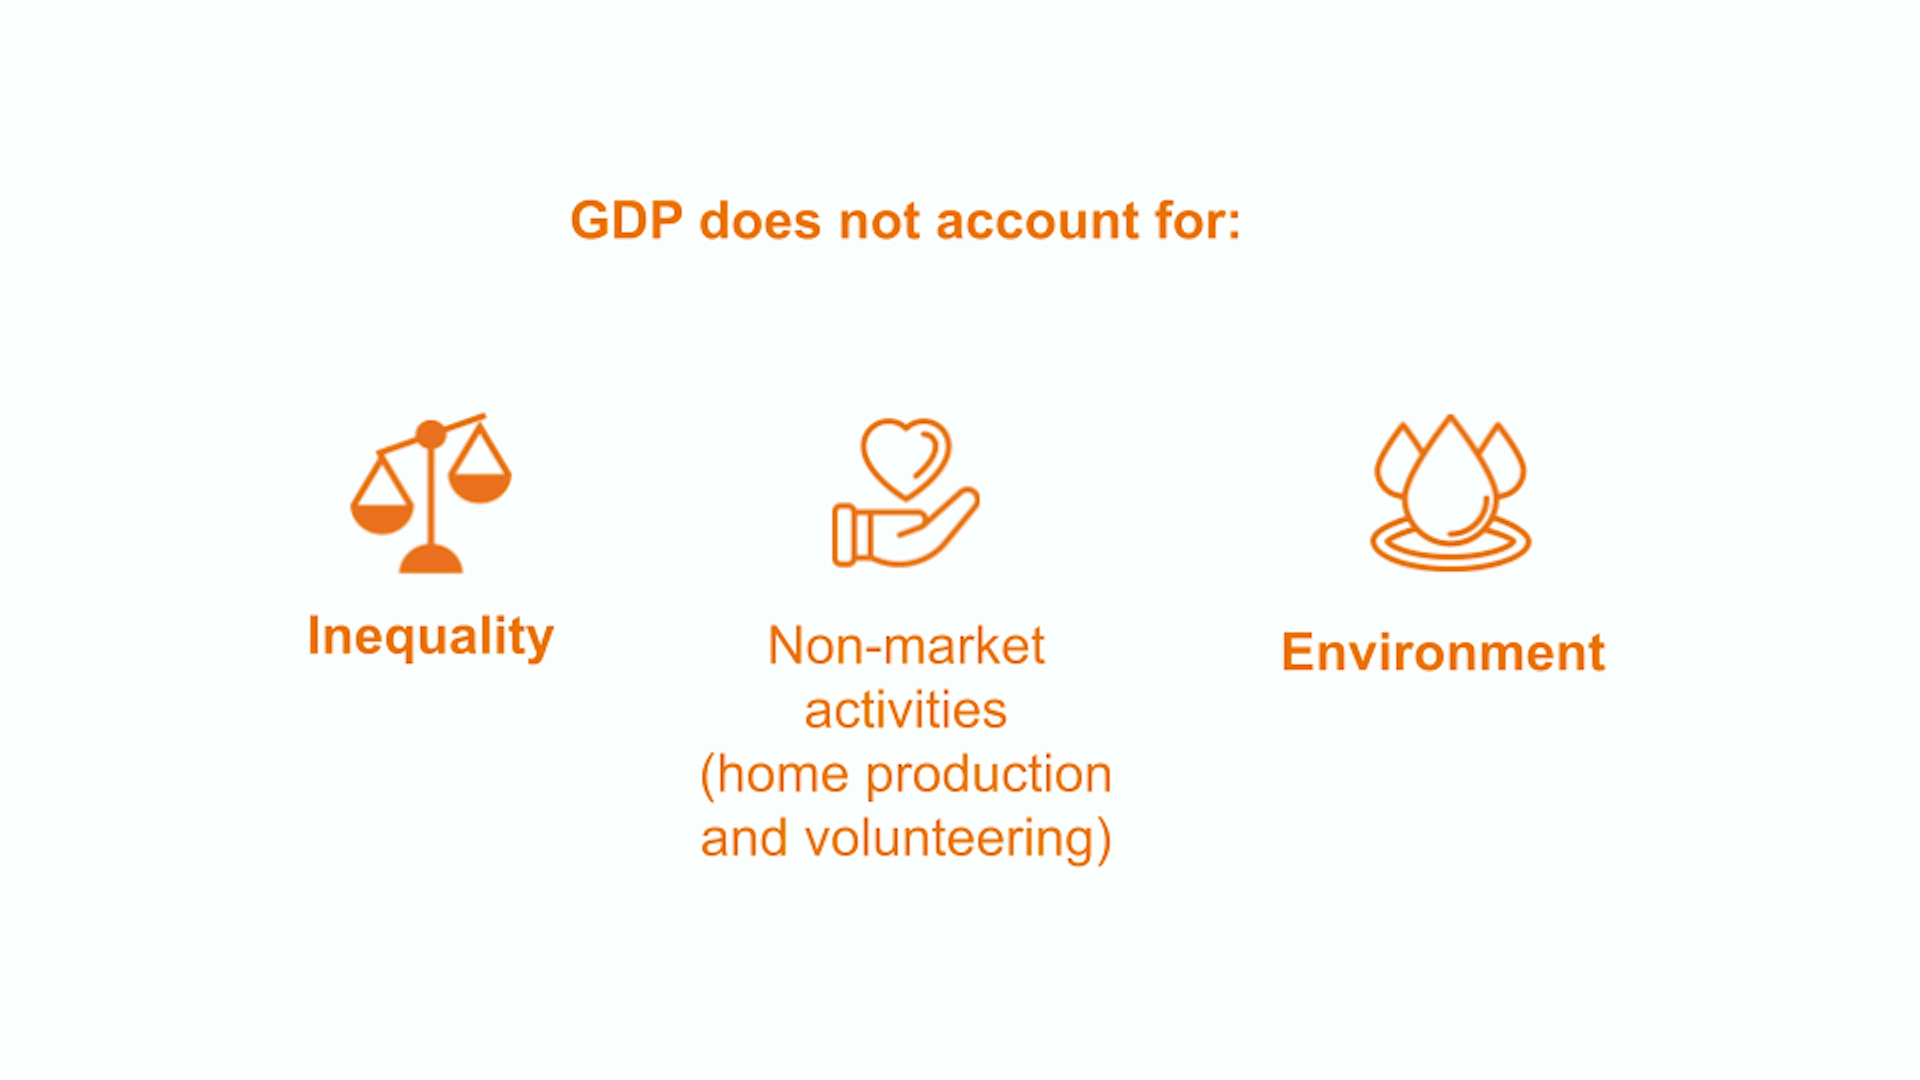 GDP does not account for:
Inequality
Non-market
activities
(home production
and volunteering)
Environment